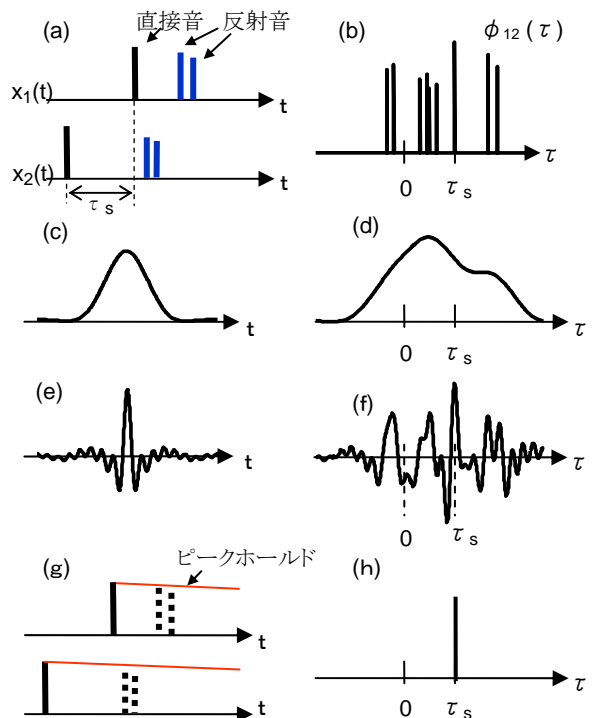 (a)
直接音 反射音
x1(t)
t
x2(t)
t
τs
(b)
ϕ12(τ)
τ
0 τs
(c)
t
(d)
τ
0 τs
(e)
t
(f)
τ
0 τs
(g)
ピークホールド
t
t
(h)
τ
0 τs